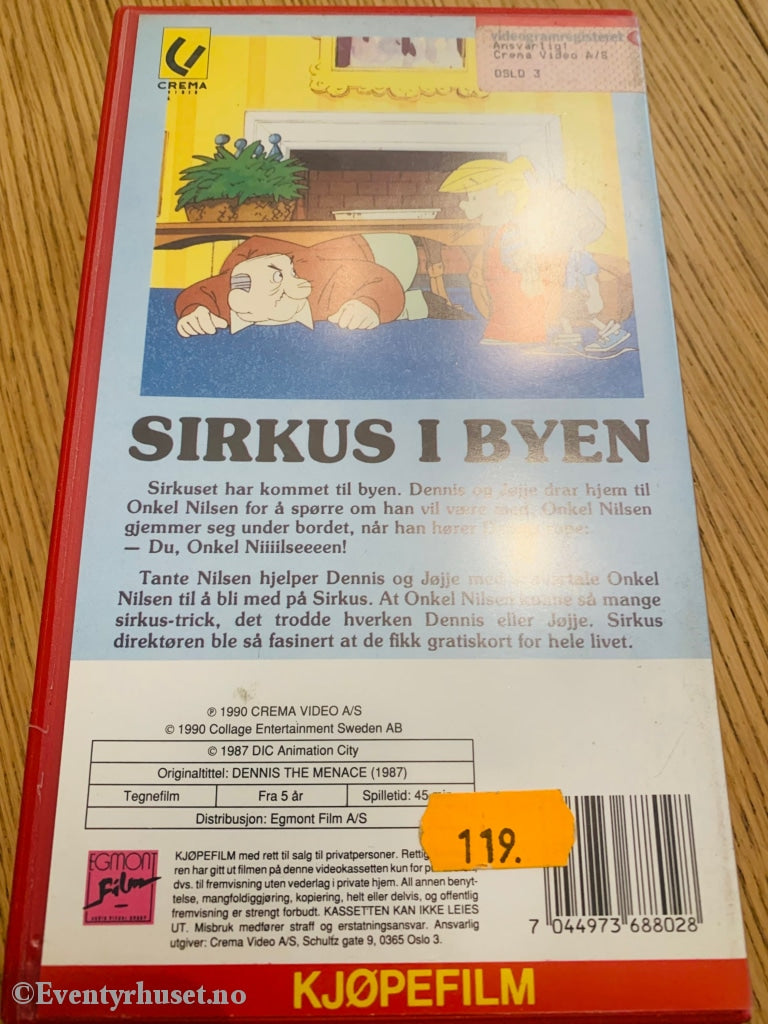 CREMA
VIDEO
videogramregisteret
Ansvarlig:
Crema Video A/S
OSLO 3
SIRKUS I BYEN
Sirkuset har kommet til byen. Dennis og Jøjje drar hjem til
Onkel Nilsen for å spørre om han vil være med. Onkel Nilsen
gjemmer seg under bordet, når han hører
— Du, Onkel Niiiilseeeen!
Tante Nilsen hjelper Dennis og Jøjje med å overtale Onkel
Nilsen til å bli med på Sirkus. At Onkel Nilsen kunne så mange
sirkus-trick, det trodde hverken Dennis eller Jøjje. Sirkus
direktøren ble så fasinert at de fikk gratiskort for hele livet.
℗ 1990 CREMA VIDEO A/S
© 1990 Collage Entertainment Sweden AB
© 1987 DIC Animation City
Originaltittel: DENNIS THE MENACE (1987)
Tegnefilm Fra 5 år Spilletid: 45
Distribusjon: Egmont Film A/S
119.
EGMONT
Film
KJØPEFILM med rett til salg til privatpersoner.
ren har gitt ut filmen på denne videokassetten kun for
dvs. til fremvisning uten vederlag i private hjem. All annen benyt-
telse, mangfoldiggjøring, kopiering, helt eller delvis, og offentlig
fremvisning er strengt forbudt. KASSETTEN KAN IKKE LEIES
UT. Misbruk medfører straff og erstatningsansvar. Ansvarlig
utgiver: Crema Video A/S, Schultz gate 9, 0365 Oslo 3.
7 044973 688028
KJØPEFILM
©Eventyrhuset.no